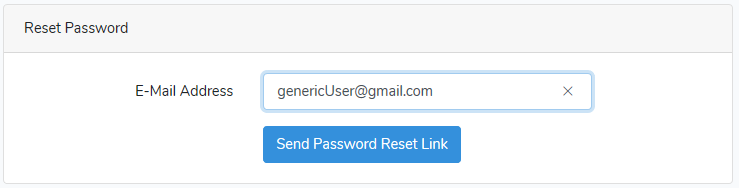 Reset Password
E-Mail Address genericUser@gmail.com
Send Password Reset Link